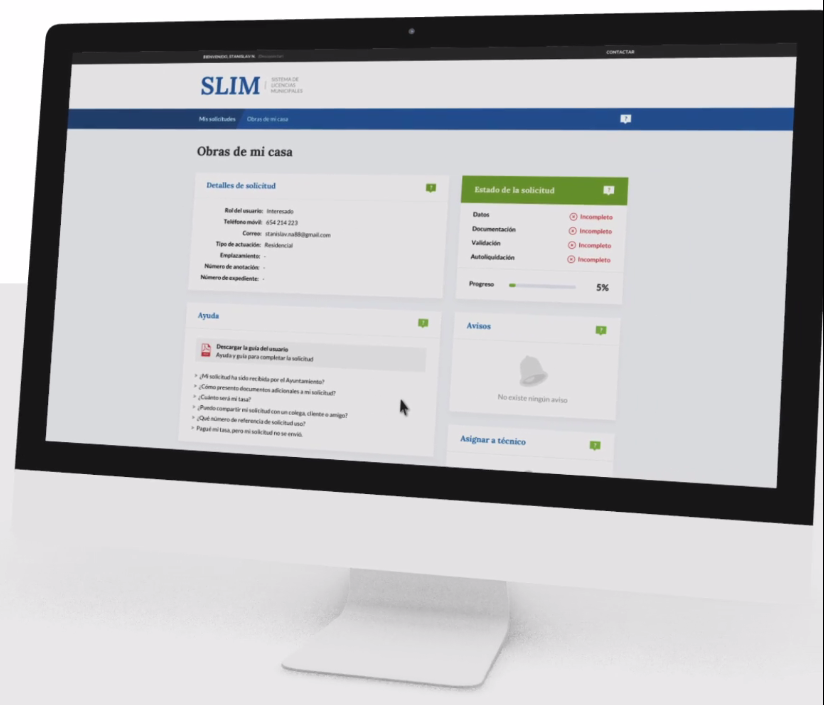 BIENVENIDO, STANISLAV N.
CONTACTAR
SLIM
SISTEMA DE
LICENCIAS
MUNICIPALES
Mis solicitudes
Obras de mi casa
?
Obras de mi casa
Detalles de solicitud
?
Rol del usuario: Interesado
Teléfono móvil: 654 214 223
Correo: stanislav.na88@gmail.com
Tipo de actuación: Residencial
Emplazamiento: -
Número de anotación: -
Número de expediente: -
Estado de la solicitud
?
Datos Incompleto
Documentación Incompleto
Validación Incompleto
Autoliquidación Incompleto
Progreso 5%
Ayuda
?
Descargar la guía del usuario
Ayuda y guía para completar la solicitud
¿Mi solicitud ha sido recibida por el Ayuntamiento?
¿Cómo presento documentos adicionales a mi solicitud?
¿Cuánto será mi tasa?
¿Puedo compartir mi solicitud con un colega, cliente o amigo?
¿Qué número de referencia de solicitud uso?
Pagué mi tasa, pero mi solicitud no se envió.
Avisos
?
No existe ningún aviso
Asignar a técnico
?